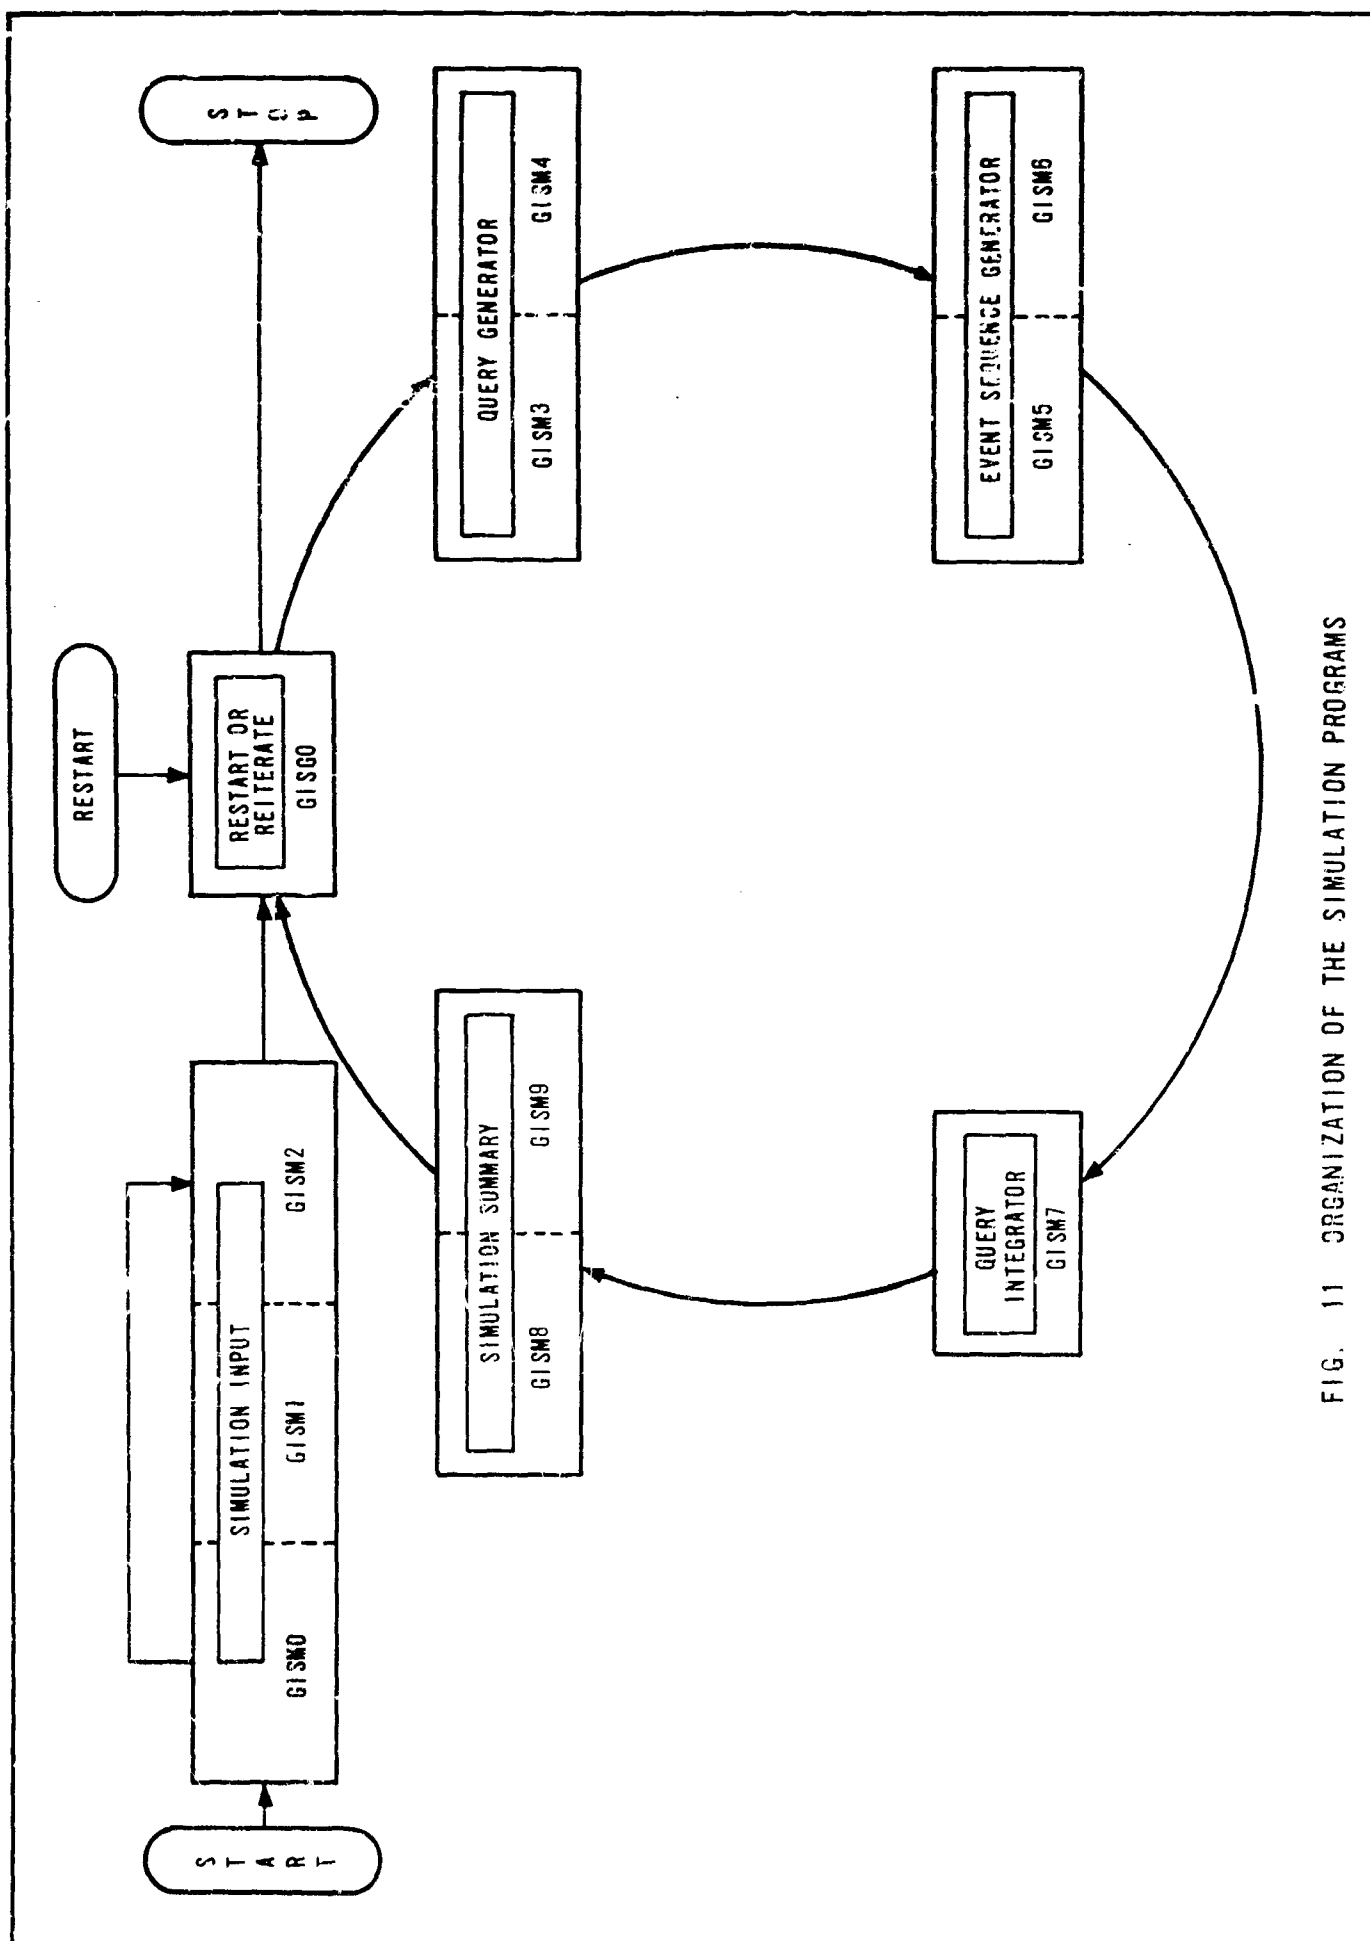 START
SIMULATION INPUT
GISM0
GISM1
GISM2
RESTART
RESTART OR
REITERATE
GISGO
STOP
QUERY GENERATOR
GISM3
GISM4
EVENT SEQUENCE GENERATOR
GISM5
GISM6
QUERY
INTEGRATOR
GISM7
SIMULATION SUMMARY
GISM8
GISM9
FIG. 11 ORGANIZATION OF THE SIMULATION PROGRAMS